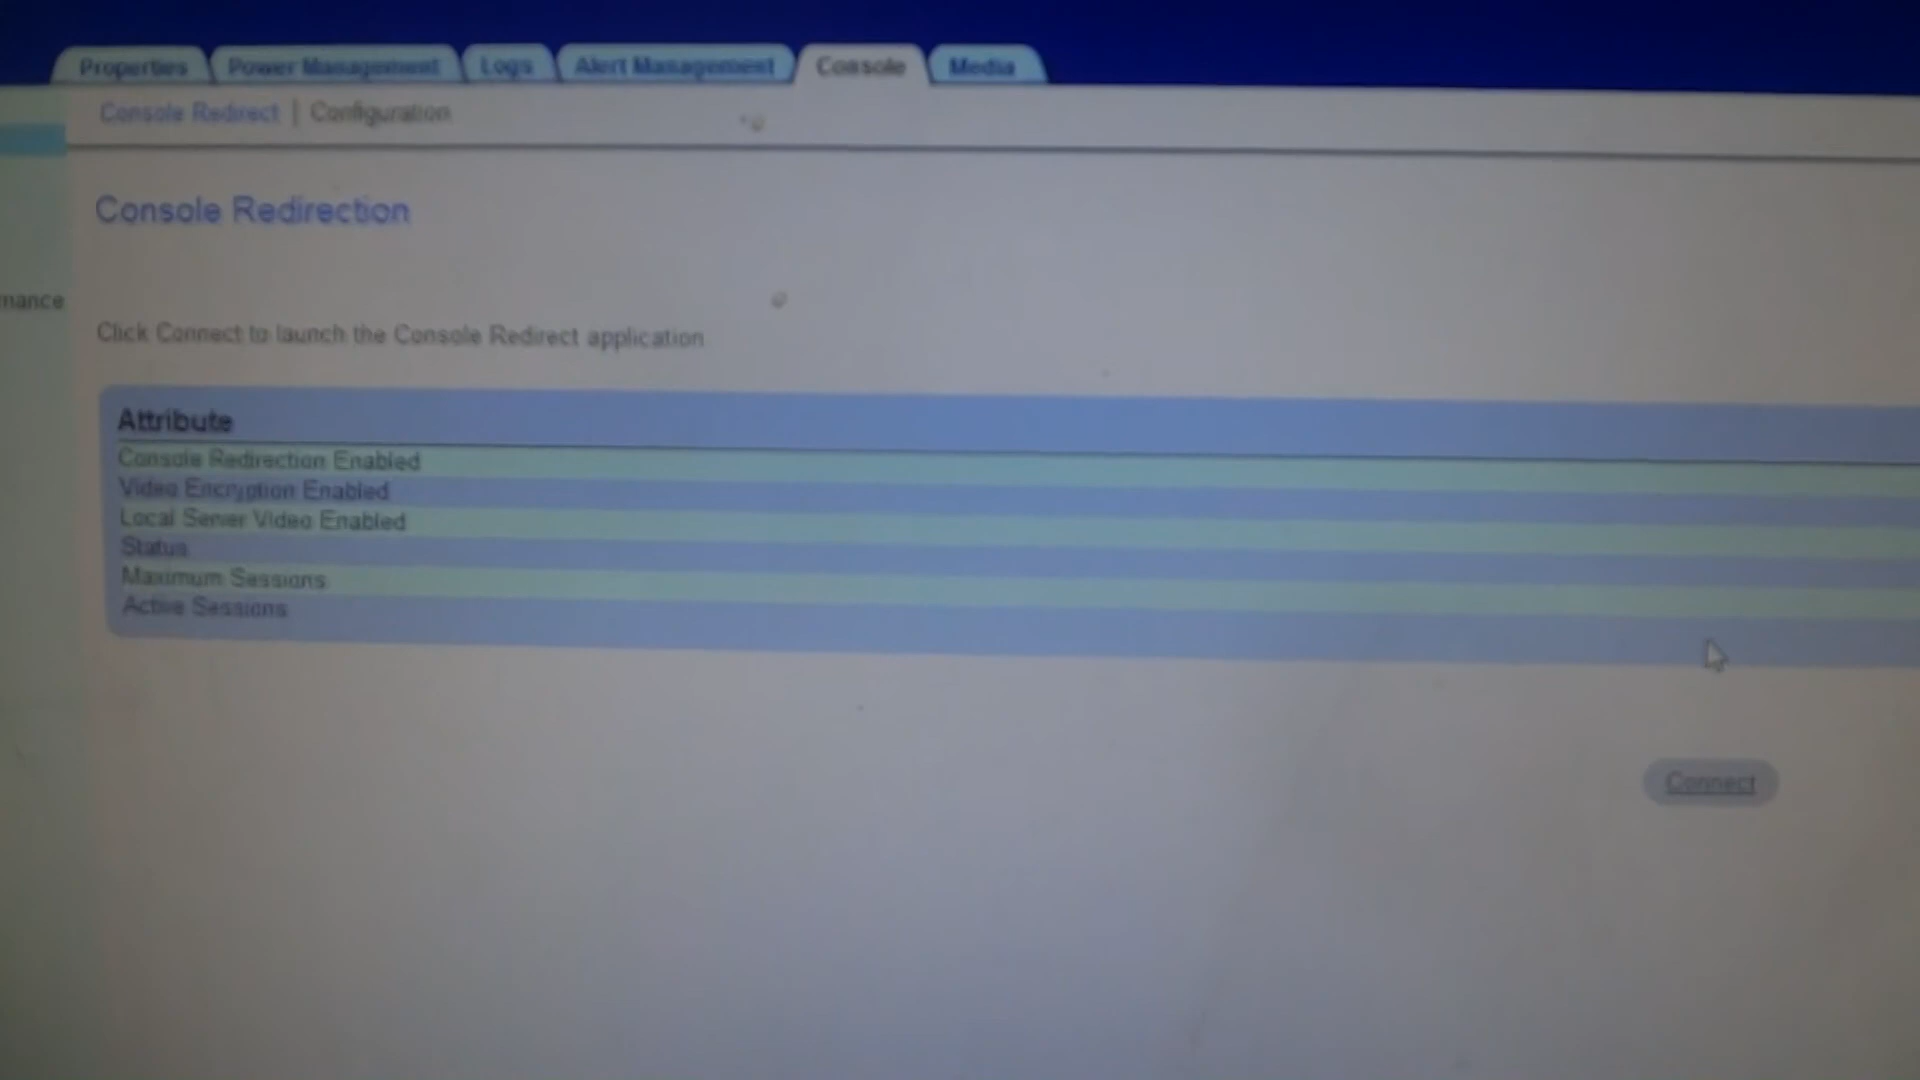 Properties Power Management Logs Alert Management Console Media
Console Redirect | Configuration
Console Redirection
mance
Click Connect to launch the Console Redirect application
Attribute
Console Redirection Enabled
Video Encryption Enabled
Local Server Video Enabled
Status
Maximum Sessions
Active Sessions
Connect